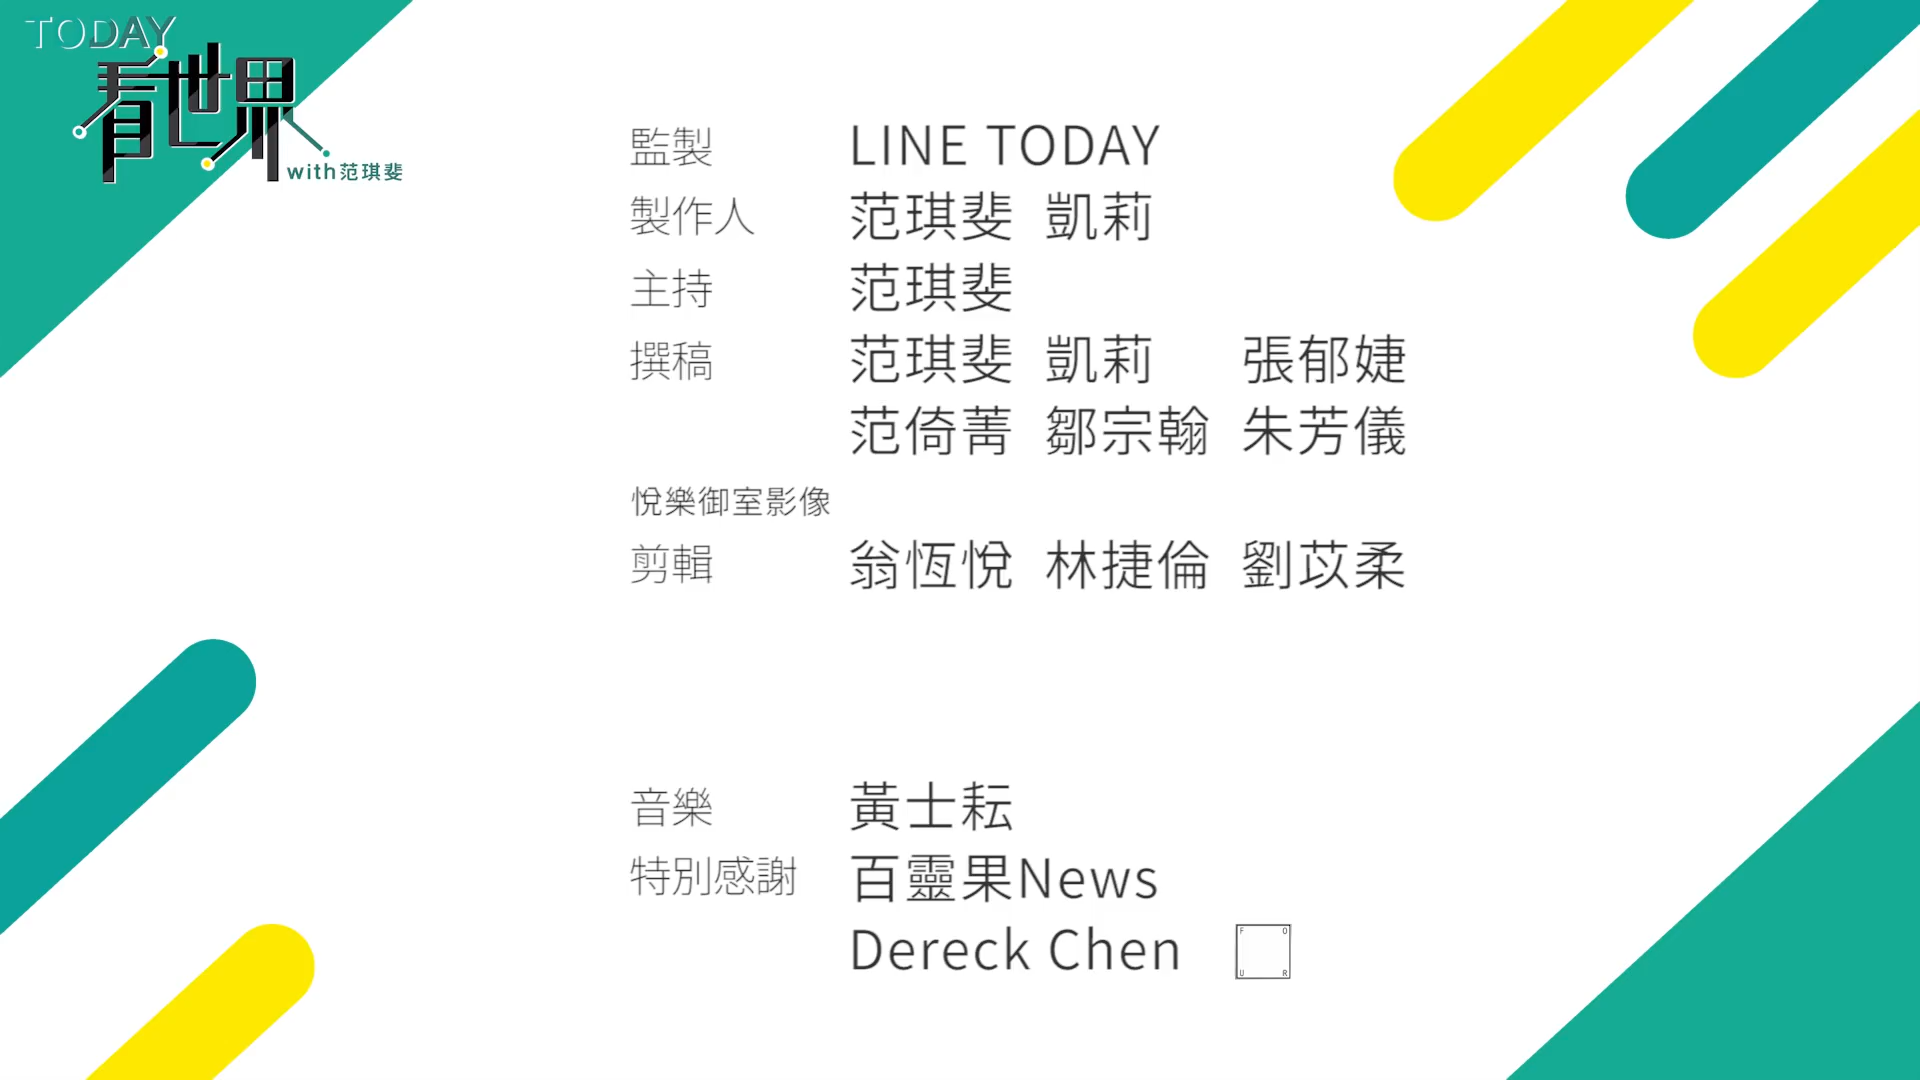 TODAY
看世界
with范琪斐
監製 LINE TODAY
製作人 范琪斐 凱莉
主持 范琪斐
撰稿 范琪斐 凱莉 張郁婕
范倚菁 鄒宗翰 朱芳儀
悅樂御室影像
剪輯 翁恆悅 林捷倫 劉苡柔
音樂 黃士耘
特別感謝 百靈果News
Dereck Chen
F O
U R